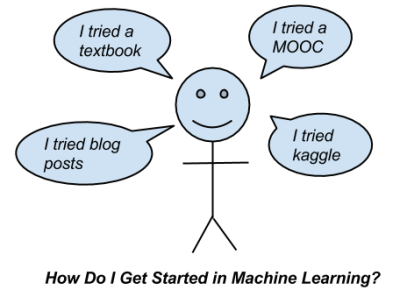 I tried a
textbook
I tried a
MOOC
I tried blog
posts
I tried
kaggle
How Do I Get Started in Machine Learning?